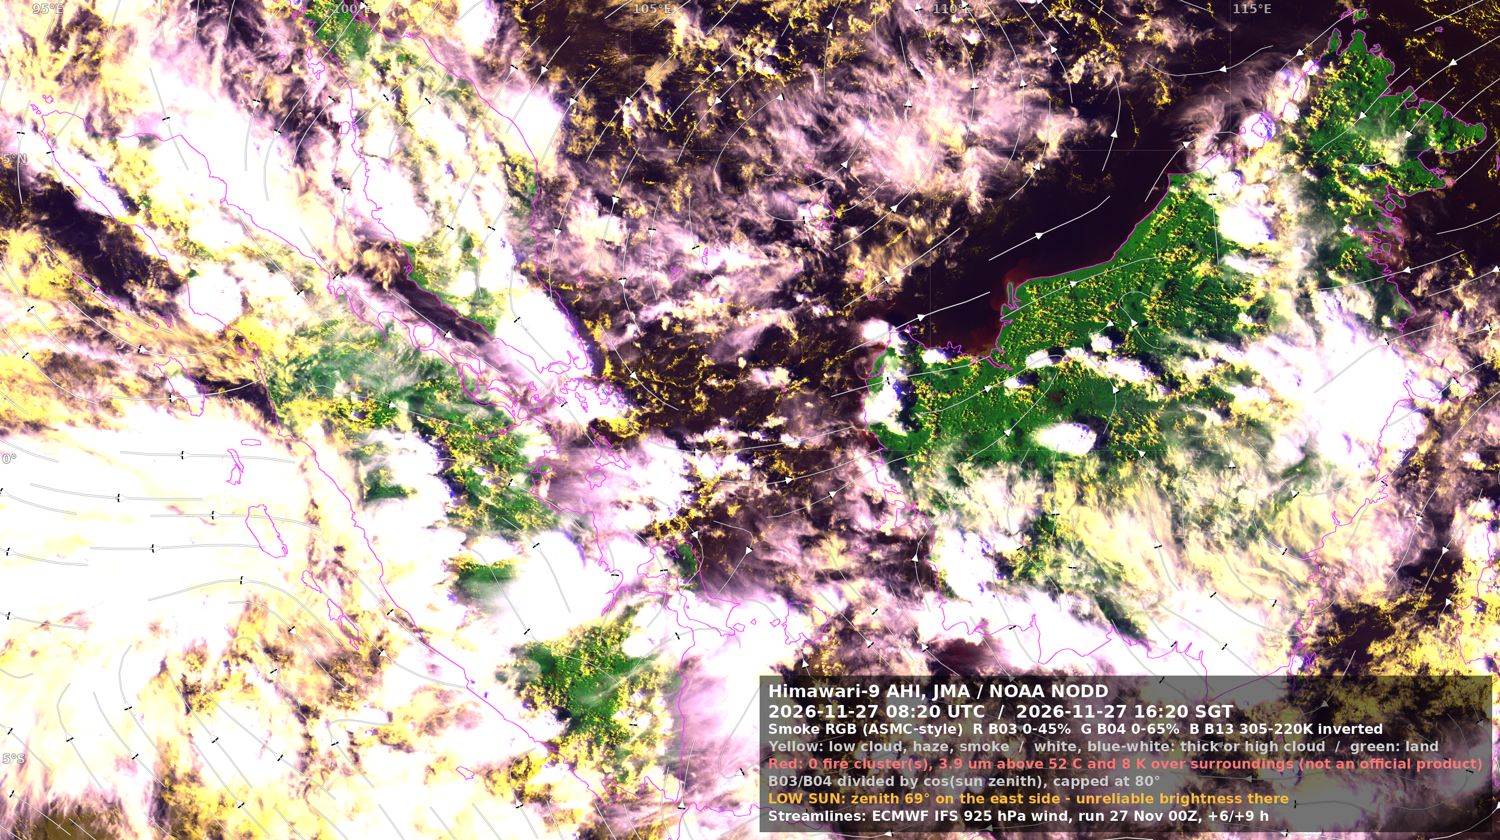 95°E
100°E
105°E
110°E
115°E
5°N
0°
5°S
Himawari-9 AHI, JMA / NOAA NODD
2026-11-27 08:20 UTC / 2026-11-27 16:20 SGT
Smoke RGB (ASMC-style) R B03 0-45% G B04 0-65% B B13 305-220K inverted
Yellow: low cloud, haze, smoke / white, blue-white: thick or high cloud / green: land
Red: 0 fire cluster(s), 3.9 um above 52 C and 8 K over surroundings (not an official product)
B03/B04 divided by cos(sun zenith), capped at 80°
LOW SUN: zenith 69° on the east side - unreliable brightness there
Streamlines: ECMWF IFS 925 hPa wind, run 27 Nov 00Z, +6/+9 h